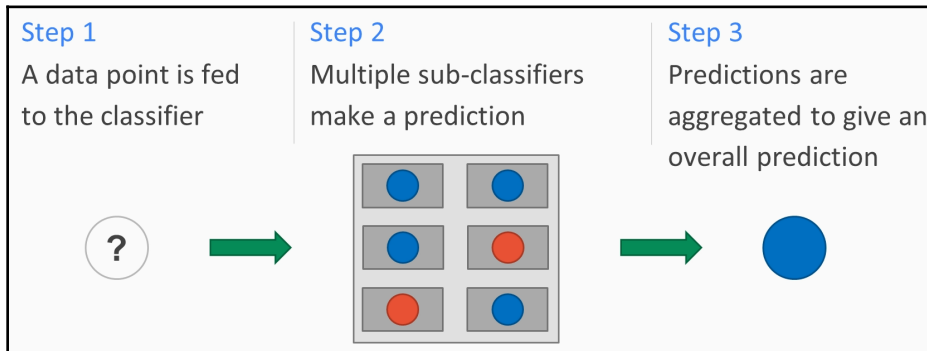 Step 1
A data point is fed
to the classifier
Step 2
Multiple sub-classifiers
make a prediction
Step 3
Predictions are
aggregated to give an
overall prediction
?